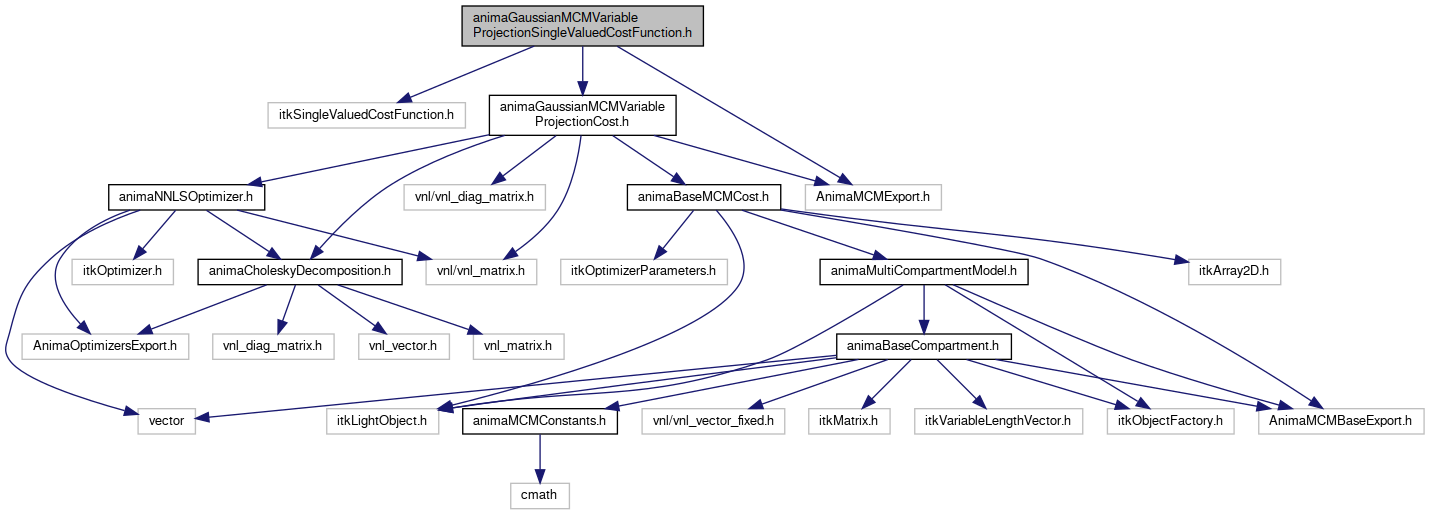 animaGaussianMCMVariable
ProjectionSingleValuedCostFunction.h
itkSingleValuedCostFunction.h
animaGaussianMCMVariable
ProjectionCost.h
animaNNLSOptimizer.h
vnl/vnl_diag_matrix.h
animaBaseMCMCost.h
AnimaMCMExport.h
itkOptimizer.h
animaCholeskyDecomposition.h
vnl/vnl_matrix.h
itkOptimizerParameters.h
animaMultiCompartmentModel.h
itkArray2D.h
AnimaOptimizersExport.h
vnl_diag_matrix.h
vnl_vector.h
vnl_matrix.h
animaBaseCompartment.h
vector
itkLightObject.h
animaMCMConstants.h
vnl/vnl_vector_fixed.h
itkMatrix.h
itkVariableLengthVector.h
itkObjectFactory.h
AnimaMCMBaseExport.h
cmath